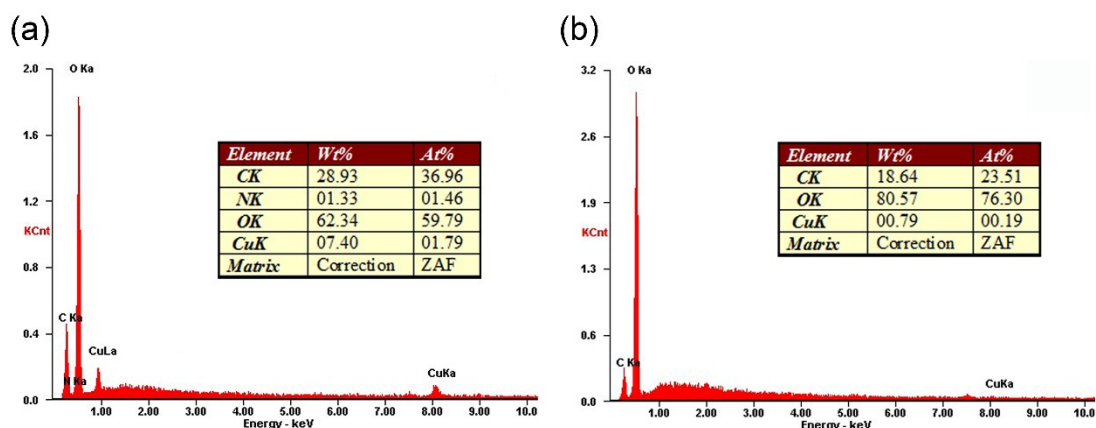 (a)
2.0
1.6
1.2
KCnt
0.8
0.4
0.0
O Ka
C Ka
N Ka
CuLa
CuKa
Element Wt% At%
CK 28.93 36.96
NK 01.33 01.46
OK 62.34 59.79
CuK 07.40 01.79
Matrix Correction ZAF
1.00 2.00 3.00 4.00 5.00 6.00 7.00 8.00 9.00 10.0
Energy - keV
(b)
3.2
2.6
1.9
KCnt
1.3
0.6
0.0
O Ka
C Ka
CuKa
Element Wt% At%
CK 18.64 23.51
OK 80.57 76.30
CuK 00.79 00.19
Matrix Correction ZAF
1.00 2.00 3.00 4.00 5.00 6.00 7.00 8.00 9.00 10.0
Energy - keV